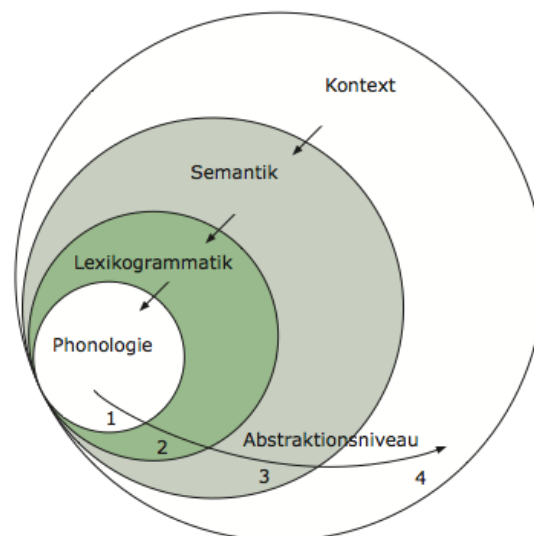 Kontext
Semantik
Lexikogrammatik
Phonologie
1
2
Abstraktionsniveau
3
4